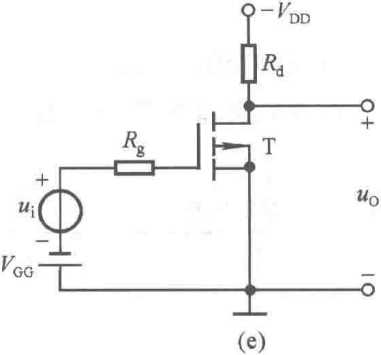 −V_DD
R_d
+
R_g
T
+
u_i
u_O
−
V_GG
−
(e)